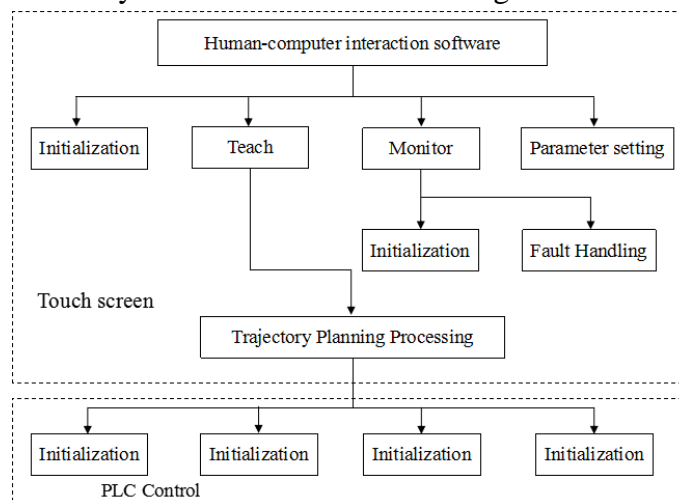 Human-computer interaction software
Initialization
Teach
Monitor
Parameter setting
Initialization
Fault Handling
Touch screen
Trajectory Planning Processing
Initialization
Initialization
Initialization
Initialization
PLC Control